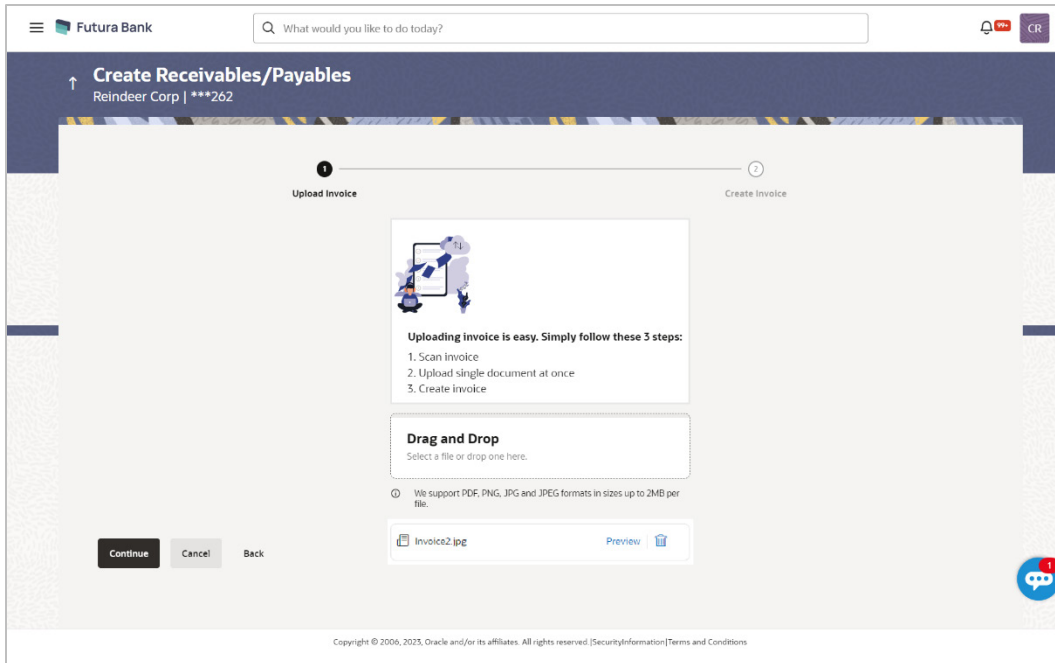 Futura Bank
What would you like to do today?
99+
CR
Create Receivables/Payables
Reindeer Corp | ***262
1
2
Upload Invoice
Create Invoice
Uploading invoice is easy. Simply follow these 3 steps:
1. Scan invoice
2. Upload single document at once
3. Create invoice
Drag and Drop
Select a file or drop one here.
We support PDF, PNG, JPG and JPEG formats in sizes up to 2MB per
file.
Invoice2.jpg
Preview
Continue
Cancel
Back
1
Copyright © 2006, 2023, Oracle and/or its affiliates. All rights reserved.|SecurityInformation|Terms and Conditions